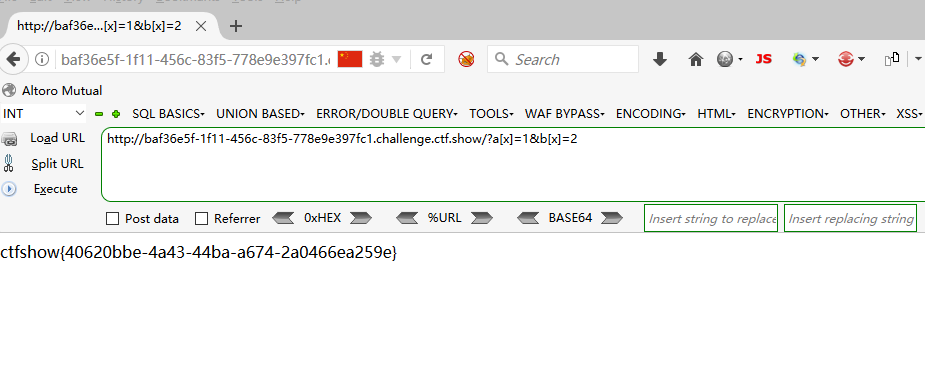 http://baf36e...[x]=1&b[x]=2
baf36e5f-1f11-456c-83f5-778e9e397fc1.
Search
JS
Altoro Mutual
INT
SQL BASICS
UNION BASED
ERROR/DOUBLE QUERY
TOOLS
WAF BYPASS
ENCODING
HTML
ENCRYPTION
OTHER
XSS
Load URL
http://baf36e5f-1f11-456c-83f5-778e9e397fc1.challenge.ctf.show/?a[x]=1&b[x]=2
Split URL
Execute
Post data
Referrer
0xHEX
%URL
BASE64
Insert string to replace
Insert replacing string
ctfshow{40620bbe-4a43-44ba-a674-2a0466ea259e}